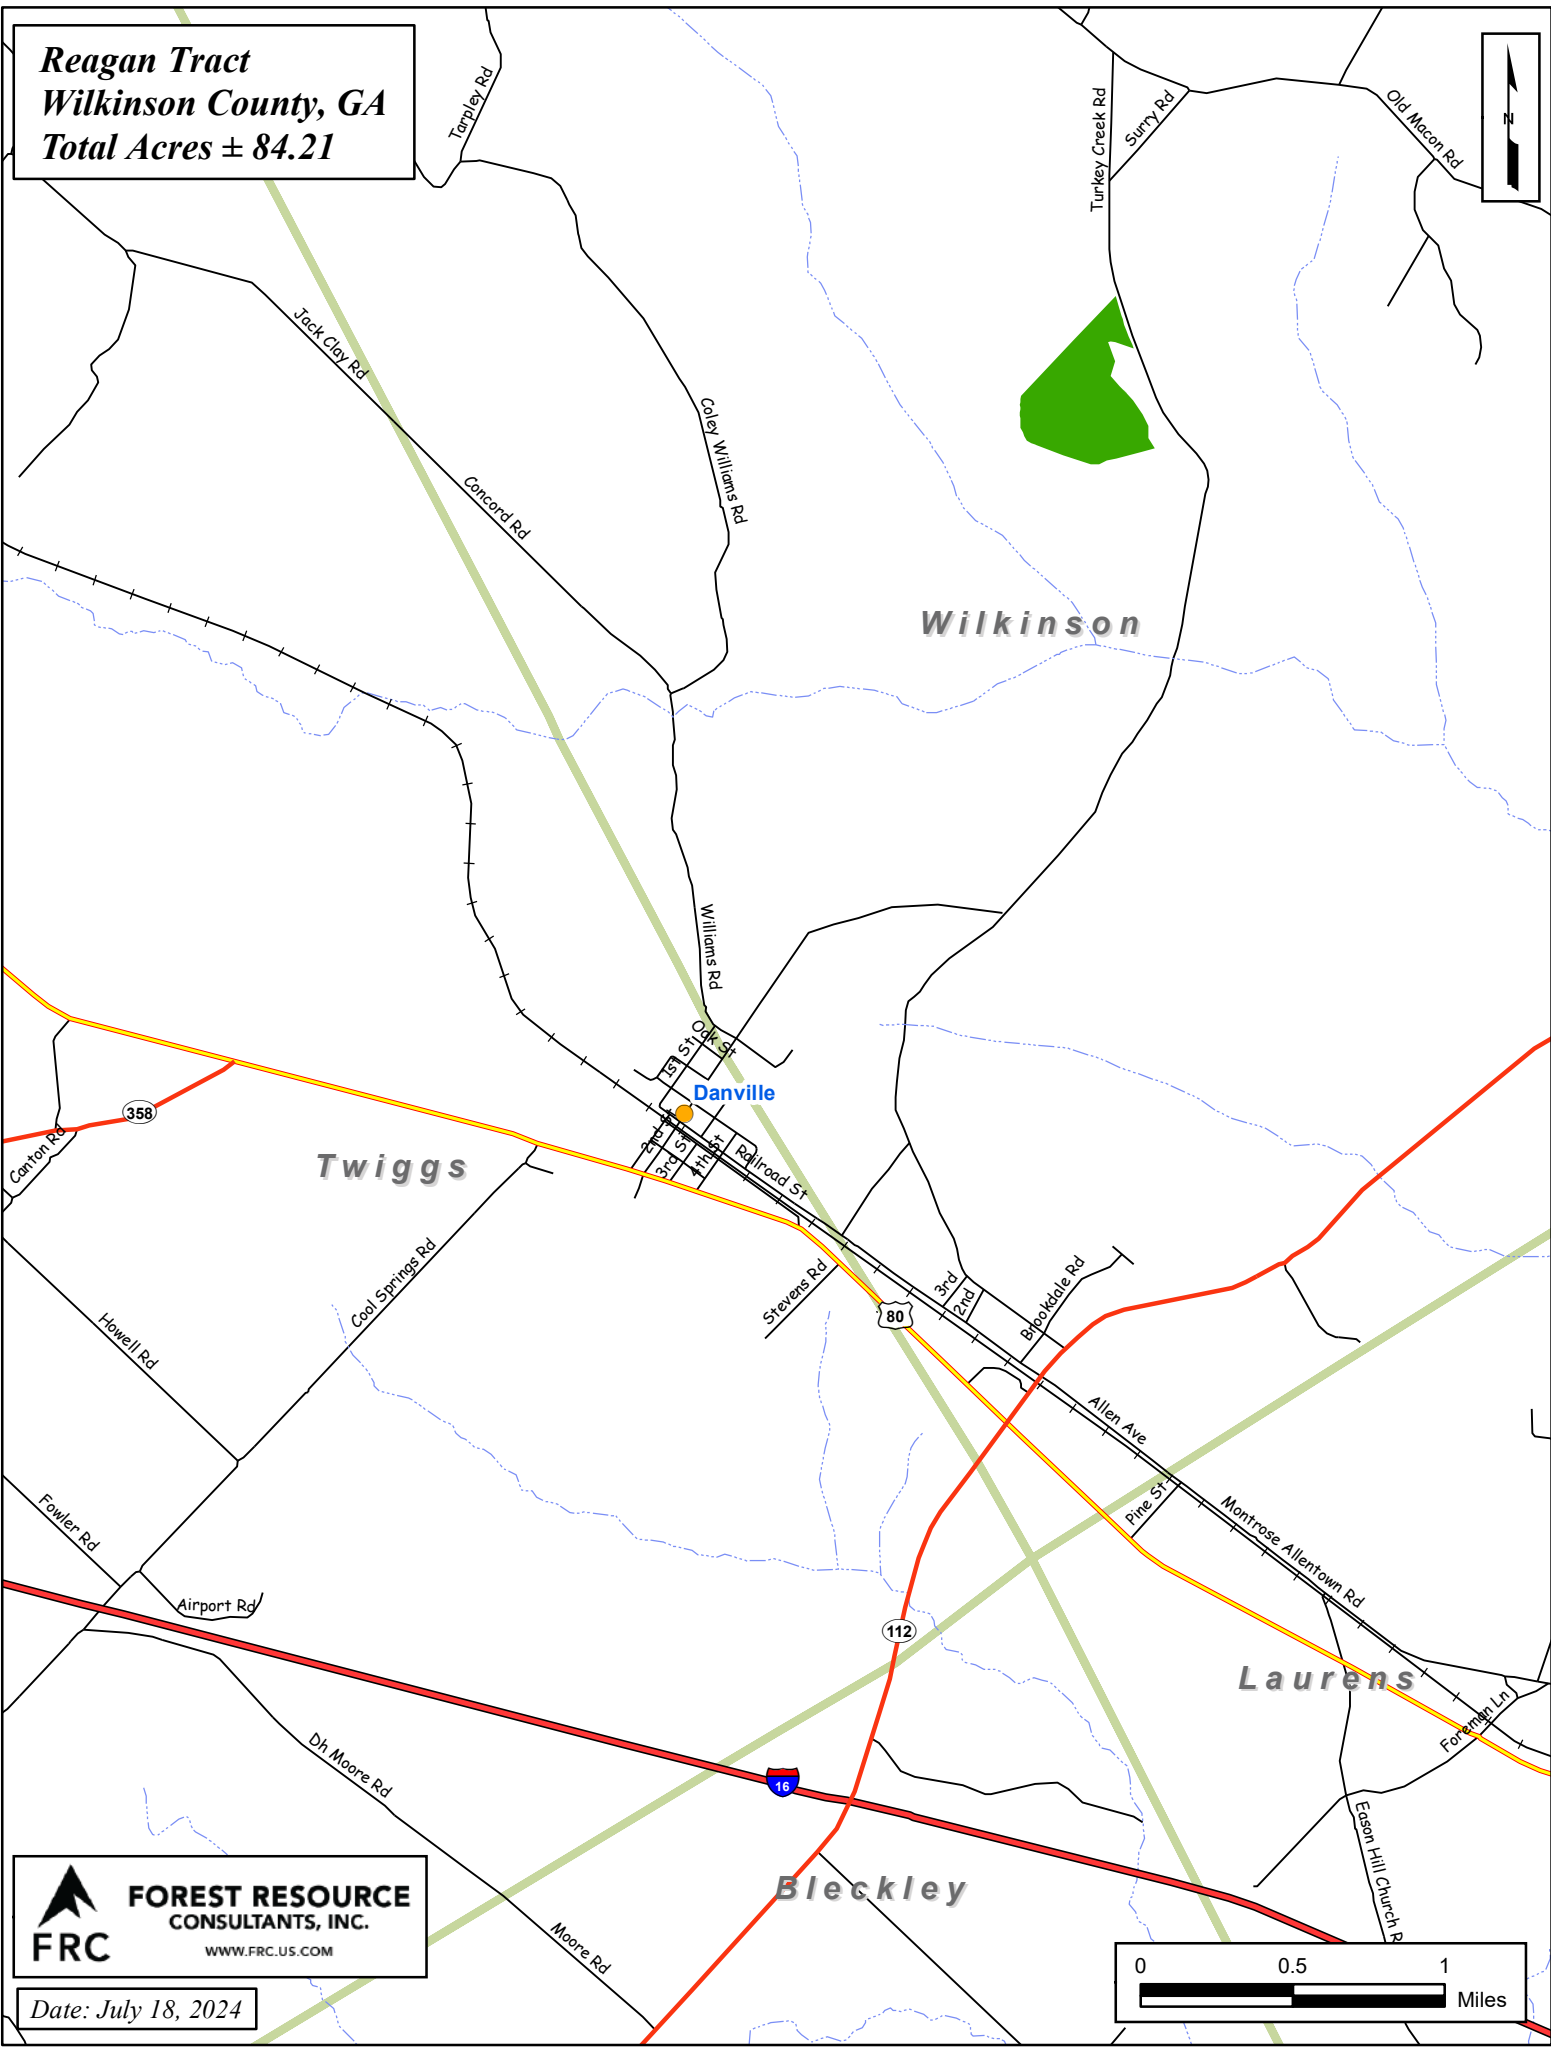 Reagan Tract
Wilkinson County, GA
Total Acres ± 84.21
N
Tarpley Rd
Turkey Creek Rd
Surry Rd
Old Macon Rd
Jack Clay Rd
Coley Williams Rd
Concord Rd
Wilkinson
Williams Rd
Oak St
1st St
Danville
358
Canton Rd
Twiggs
2nd St
3rd St
4th St
Railroad St
Cool Springs Rd
Stevens Rd
80
3rd
2nd
Brookdale Rd
Howell Rd
Allen Ave
Pine St
Montrose Allentown Rd
Fowler Rd
Airport Rd
112
Laurens
Foreman Ln
Dh Moore Rd
16
Eason Hill Church R
Bleckley
Moore Rd
FRC
FOREST RESOURCE
CONSULTANTS, INC.
WWW.FRC.US.COM
Date: July 18, 2024
0 0.5 1
Miles